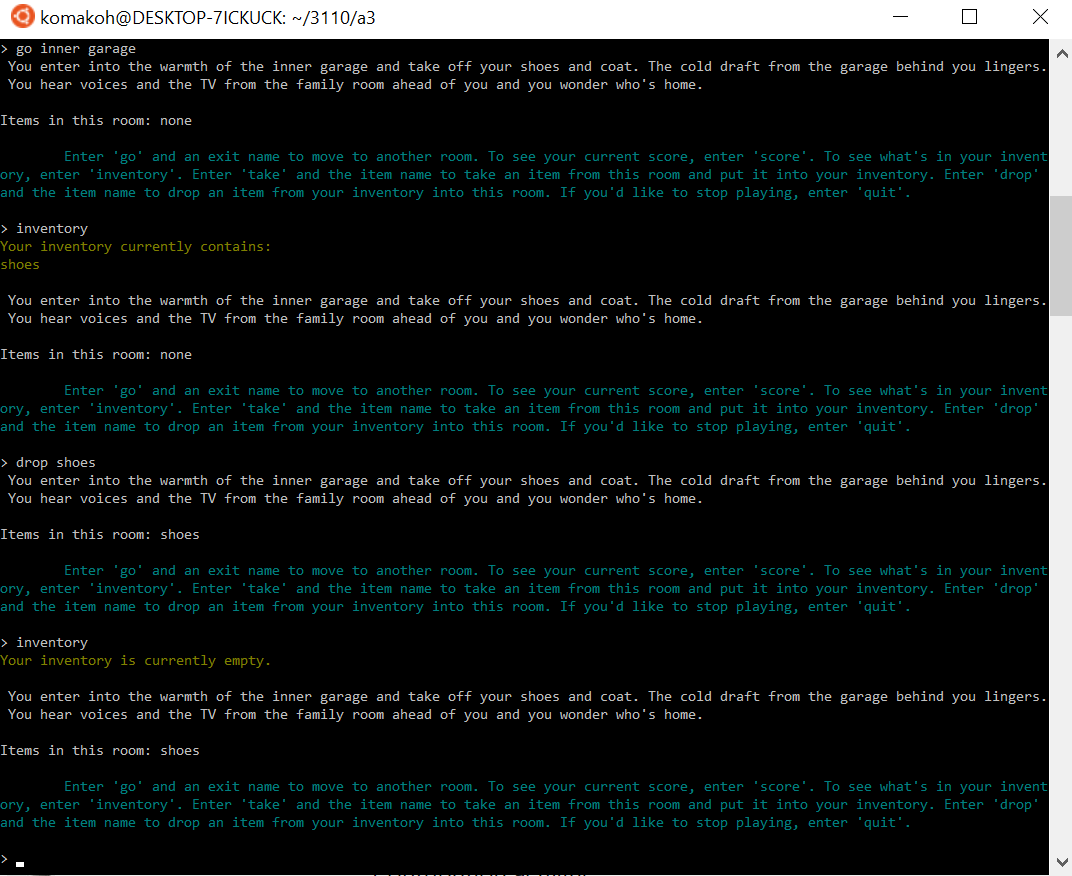 komakoh@DESKTOP-7ICKUCK: ~/3110/a3
> go inner garage
You enter into the warmth of the inner garage and take off your shoes and coat. The cold draft from the garage behind you lingers.
You hear voices and the TV from the family room ahead of you and you wonder who's home.
Items in this room: none
Enter 'go' and an exit name to move to another room. To see your current score, enter 'score'. To see what's in your invent
ory, enter 'inventory'. Enter 'take' and the item name to take an item from this room and put it into your inventory. Enter 'drop'
and the item name to drop an item from your inventory into this room. If you'd like to stop playing, enter 'quit'.
> inventory
Your inventory currently contains:
shoes
You enter into the warmth of the inner garage and take off your shoes and coat. The cold draft from the garage behind you lingers.
You hear voices and the TV from the family room ahead of you and you wonder who's home.
Items in this room: none
Enter 'go' and an exit name to move to another room. To see your current score, enter 'score'. To see what's in your invent
ory, enter 'inventory'. Enter 'take' and the item name to take an item from this room and put it into your inventory. Enter 'drop'
and the item name to drop an item from your inventory into this room. If you'd like to stop playing, enter 'quit'.
> drop shoes
You enter into the warmth of the inner garage and take off your shoes and coat. The cold draft from the garage behind you lingers.
You hear voices and the TV from the family room ahead of you and you wonder who's home.
Items in this room: shoes
Enter 'go' and an exit name to move to another room. To see your current score, enter 'score'. To see what's in your invent
ory, enter 'inventory'. Enter 'take' and the item name to take an item from this room and put it into your inventory. Enter 'drop'
and the item name to drop an item from your inventory into this room. If you'd like to stop playing, enter 'quit'.
> inventory
Your inventory is currently empty.
You enter into the warmth of the inner garage and take off your shoes and coat. The cold draft from the garage behind you lingers.
You hear voices and the TV from the family room ahead of you and you wonder who's home.
Items in this room: shoes
Enter 'go' and an exit name to move to another room. To see your current score, enter 'score'. To see what's in your invent
ory, enter 'inventory'. Enter 'take' and the item name to take an item from this room and put it into your inventory. Enter 'drop'
and the item name to drop an item from your inventory into this room. If you'd like to stop playing, enter 'quit'.
>